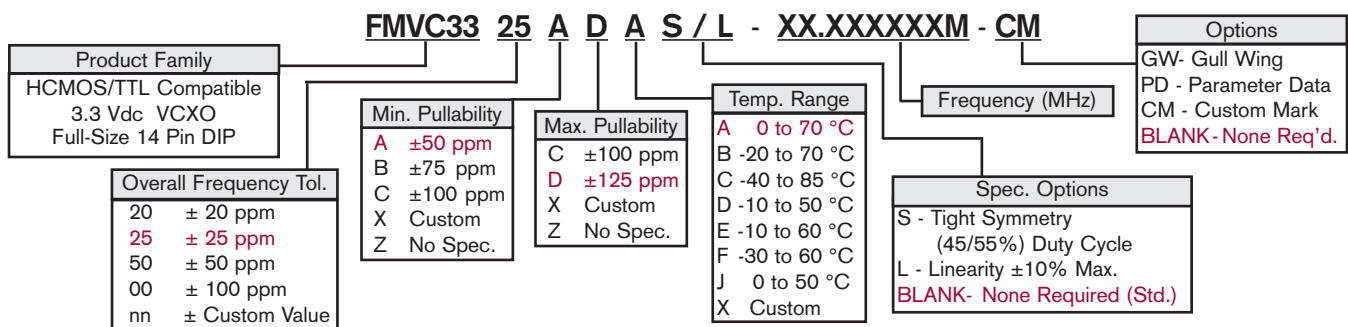 FMVC33 25 A D A S / L - XX.XXXXXXM - CM
Product Family
HCMOS/TTL Compatible
3.3 Vdc VCXO
Full-Size 14 Pin DIP
Overall Frequency Tol.
20 ± 20 ppm
25 ± 25 ppm
50 ± 50 ppm
00 ± 100 ppm
nn ± Custom Value
Min. Pullability
A ±50 ppm
B ±75 ppm
C ±100 ppm
X Custom
Z No Spec.
Max. Pullability
C ±100 ppm
D ±125 ppm
X Custom
Z No Spec.
Temp. Range
A 0 to 70 °C
B -20 to 70 °C
C -40 to 85 °C
D -10 to 50 °C
E -10 to 60 °C
F -30 to 60 °C
J 0 to 50 °C
X Custom
Frequency (MHz)
Spec. Options
S - Tight Symmetry
(45/55%) Duty Cycle
L - Linearity ±10% Max.
BLANK- None Required (Std.)
Options
GW- Gull Wing
PD - Parameter Data
CM - Custom Mark
BLANK - None Req'd.